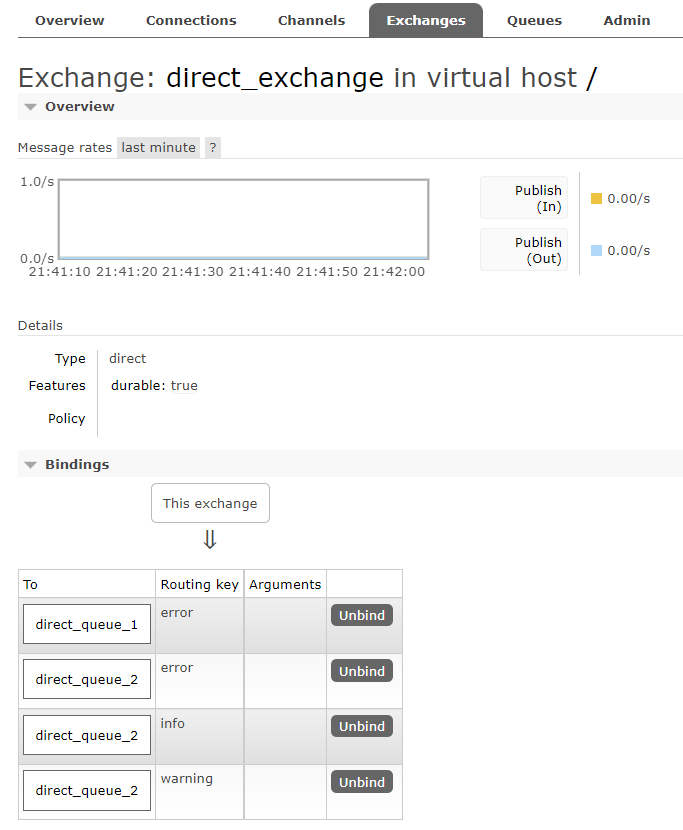 Overview Connections Channels Exchanges Queues Admin
Exchange: direct_exchange in virtual host /
Overview
Message rates last minute ?
1.0/s
0.0/s
21:41:10 21:41:20 21:41:30 21:41:40 21:41:50 21:42:00
Publish
(In)
0.00/s
Publish
(Out)
0.00/s
Details
Type direct
Features durable: true
Policy
Bindings
This exchange
⇓
To Routing key Arguments
direct_queue_1 error Unbind
direct_queue_2 error Unbind
direct_queue_2 info Unbind
direct_queue_2 warning Unbind